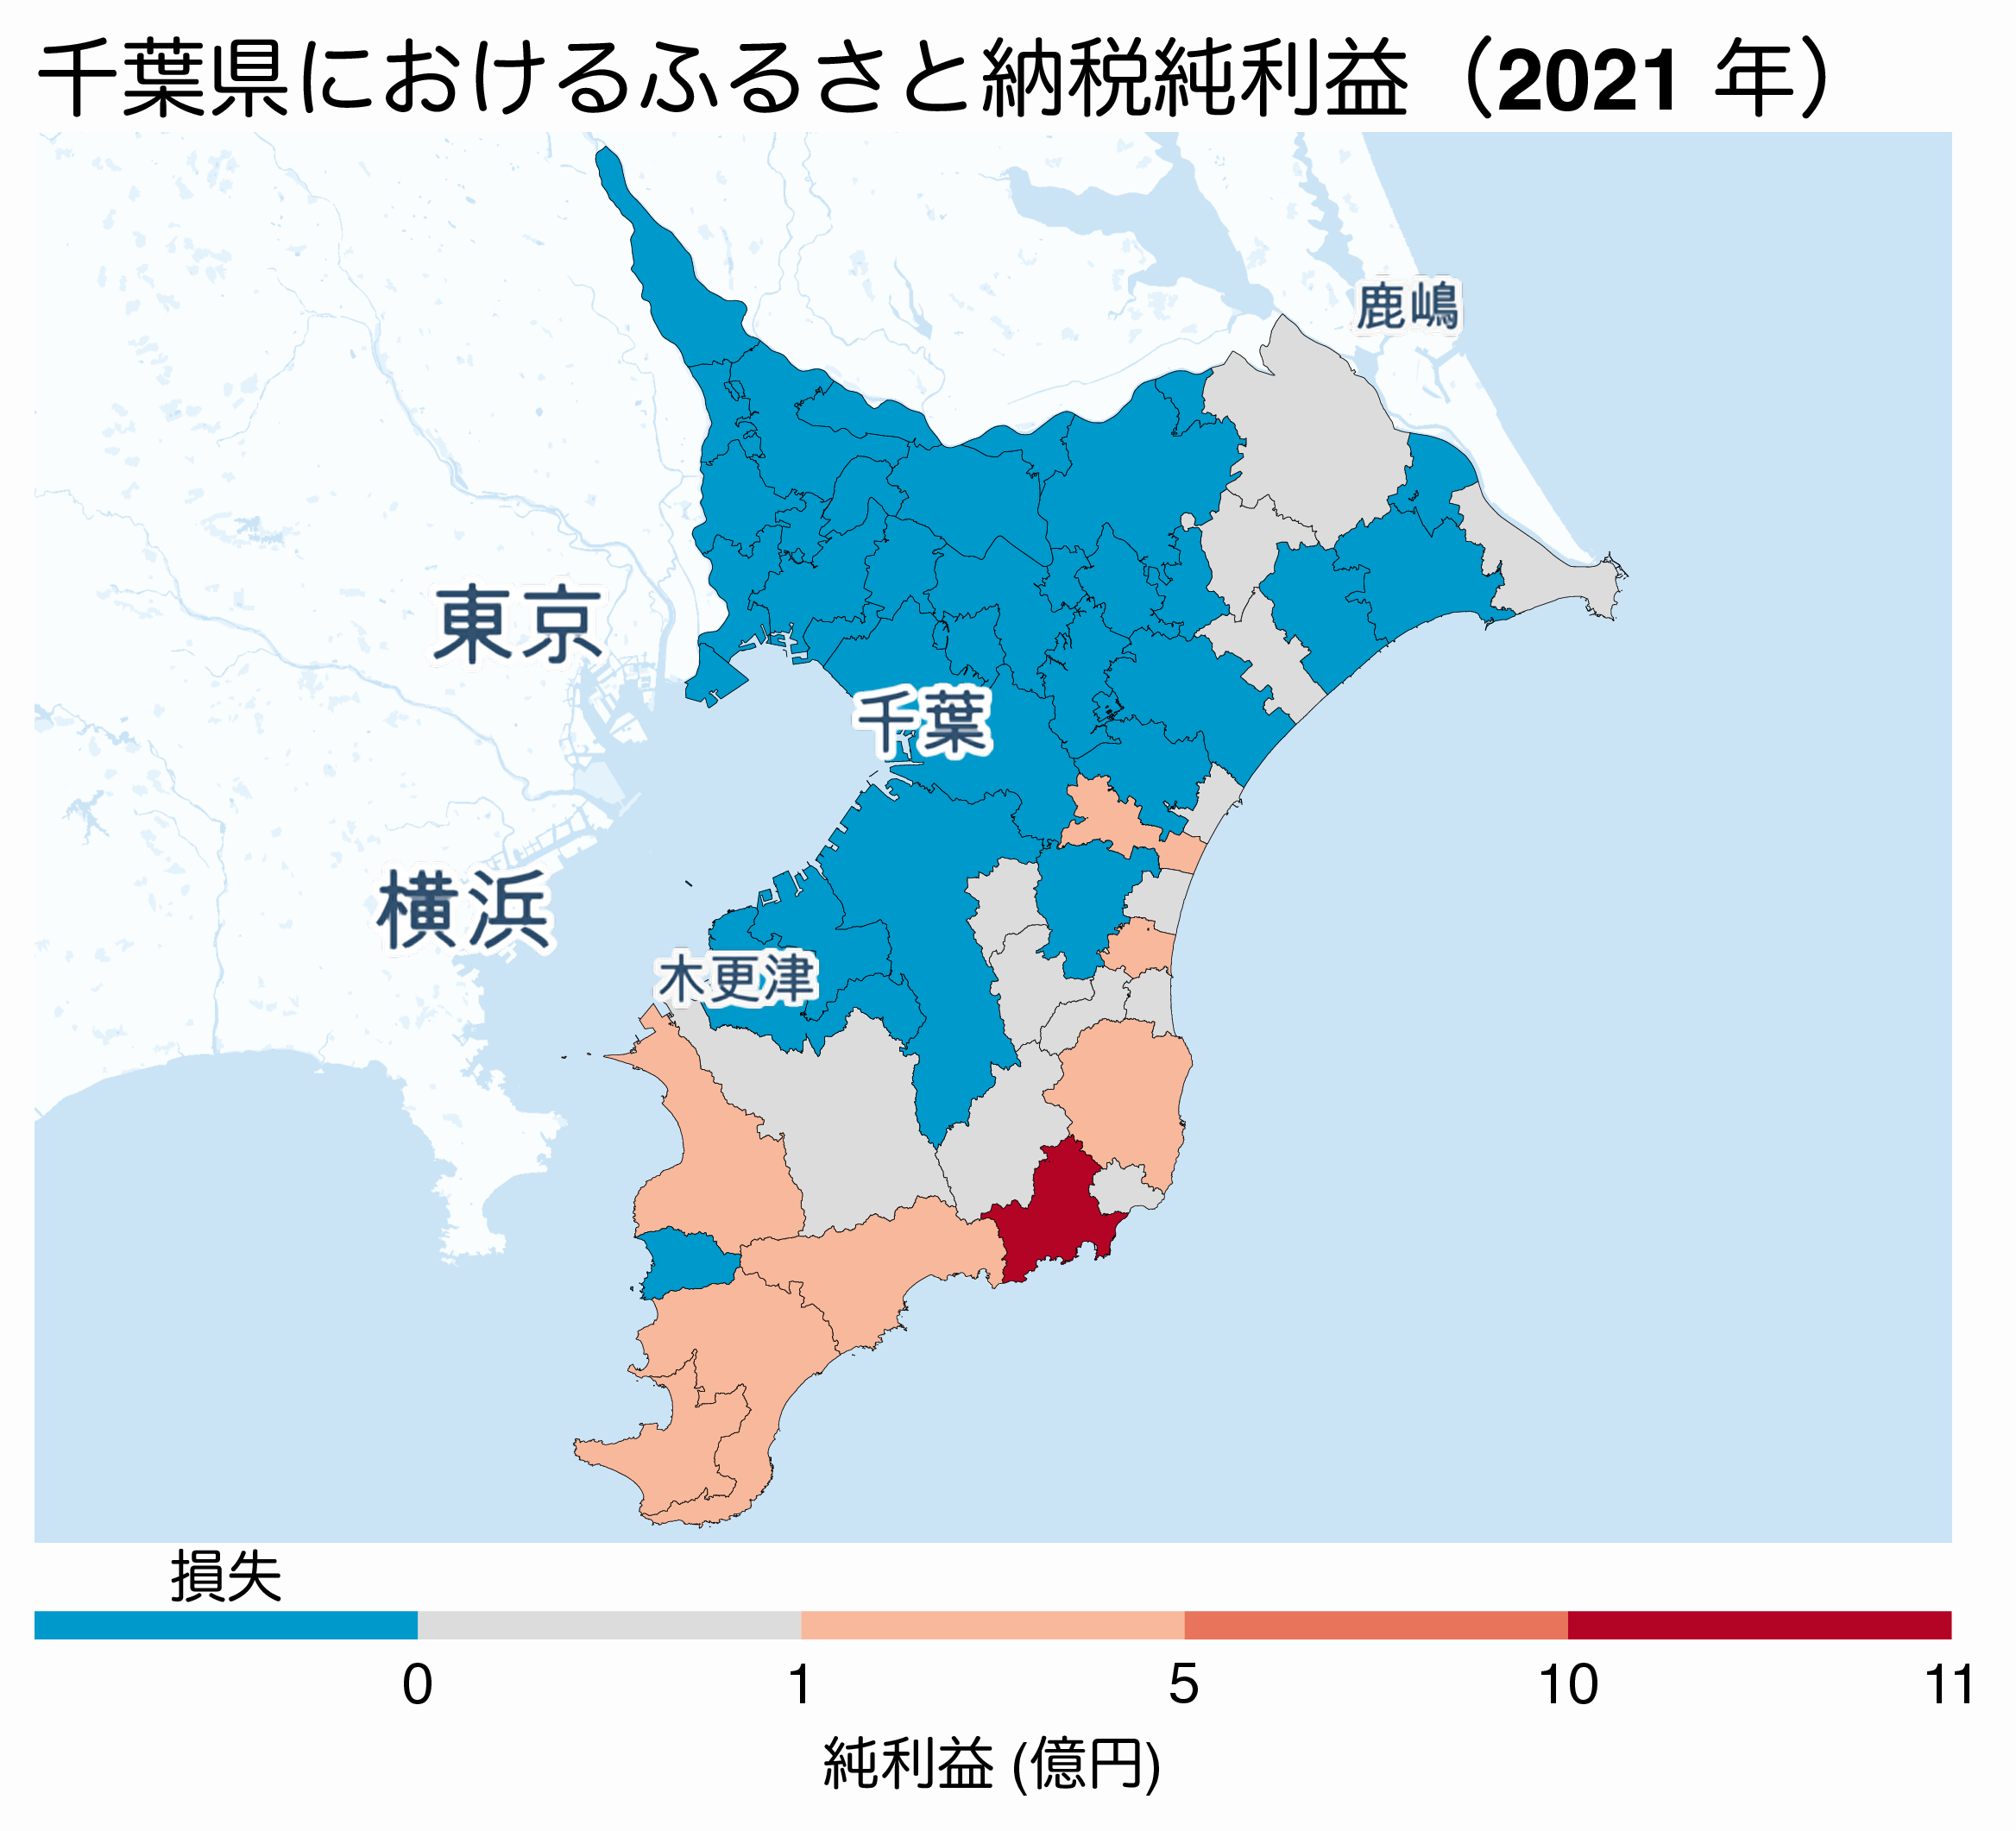 千葉県におけるふるさと納税純利益（2021 年）
鹿嶋
東京
千葉
横浜
木更津
損失
0 1 5 10 11
純利益 (億円)